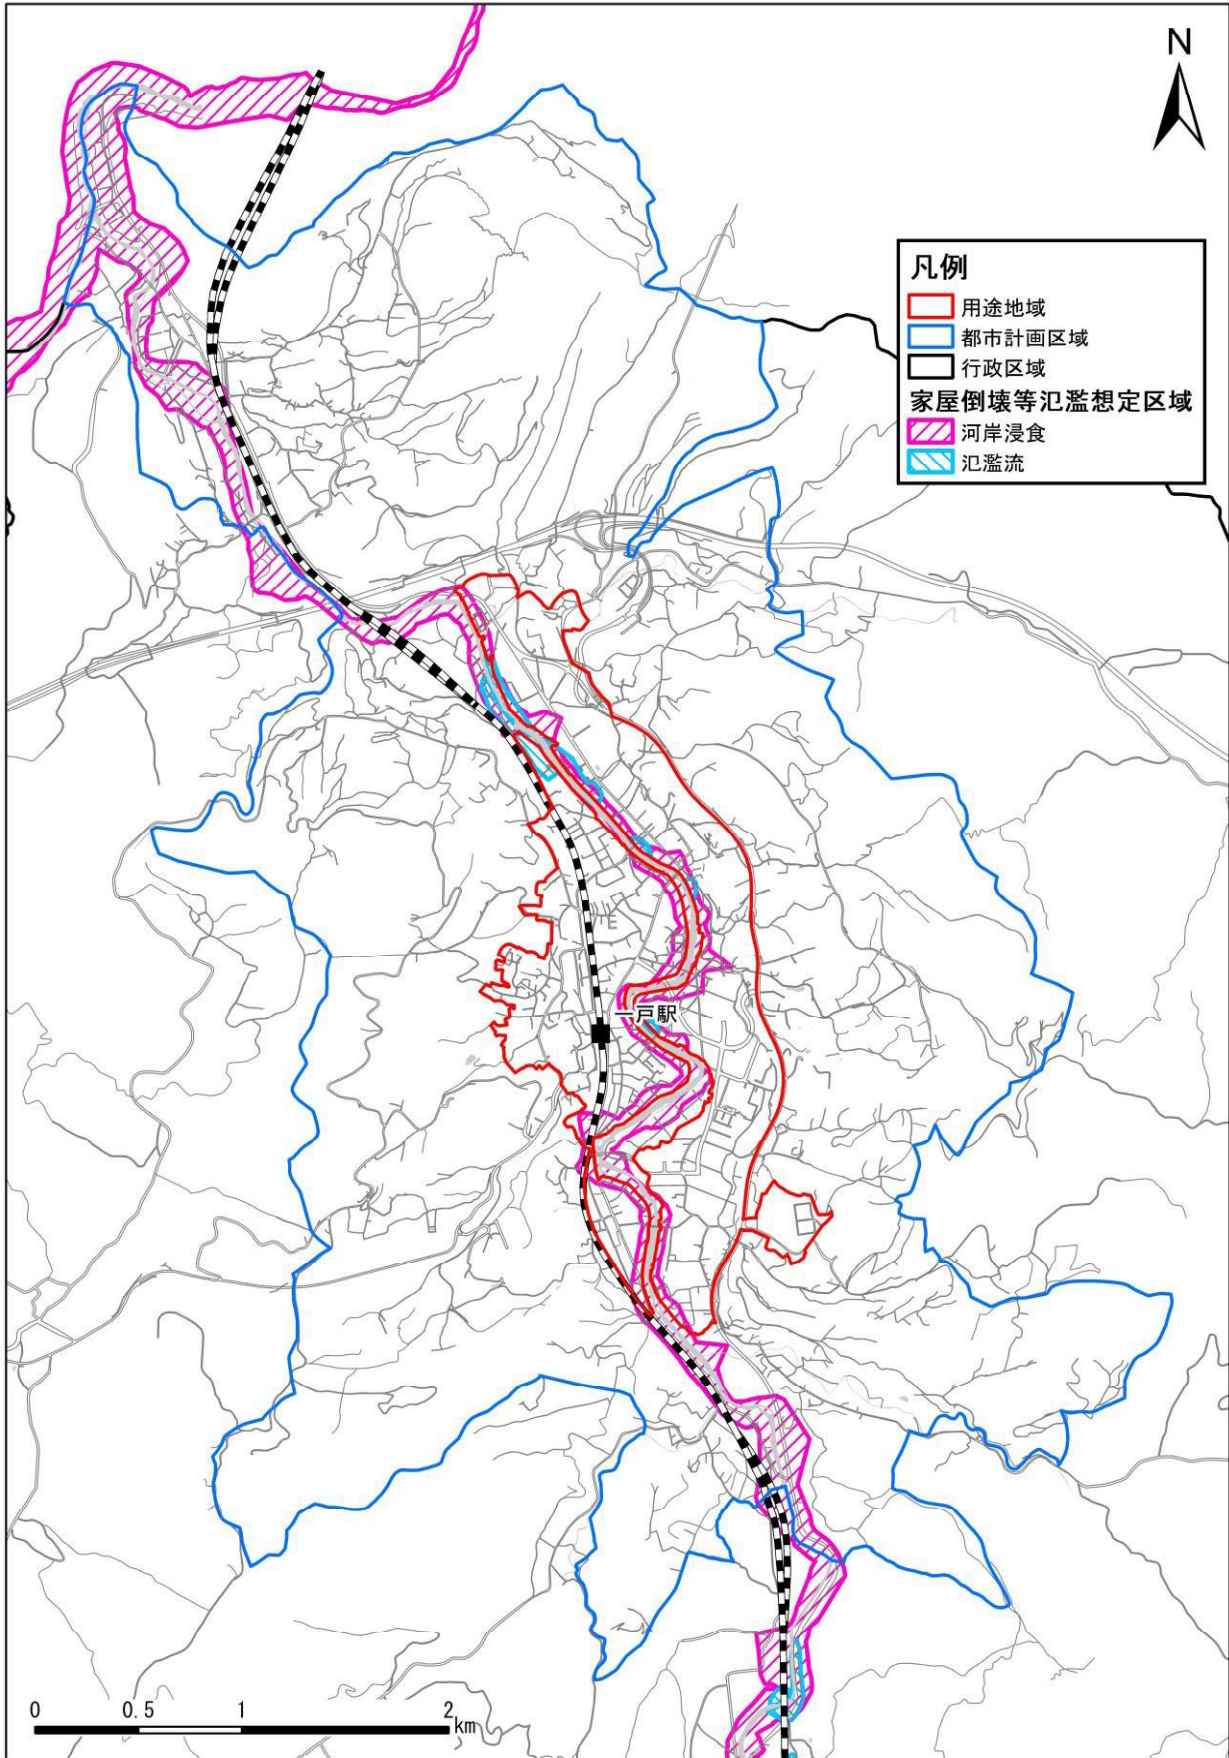 N
凡例
用途地域
都市計画区域
行政区域
家屋倒壊等氾濫想定区域
河岸浸食
氾濫流
一戸駅
0 0.5 1 2 km